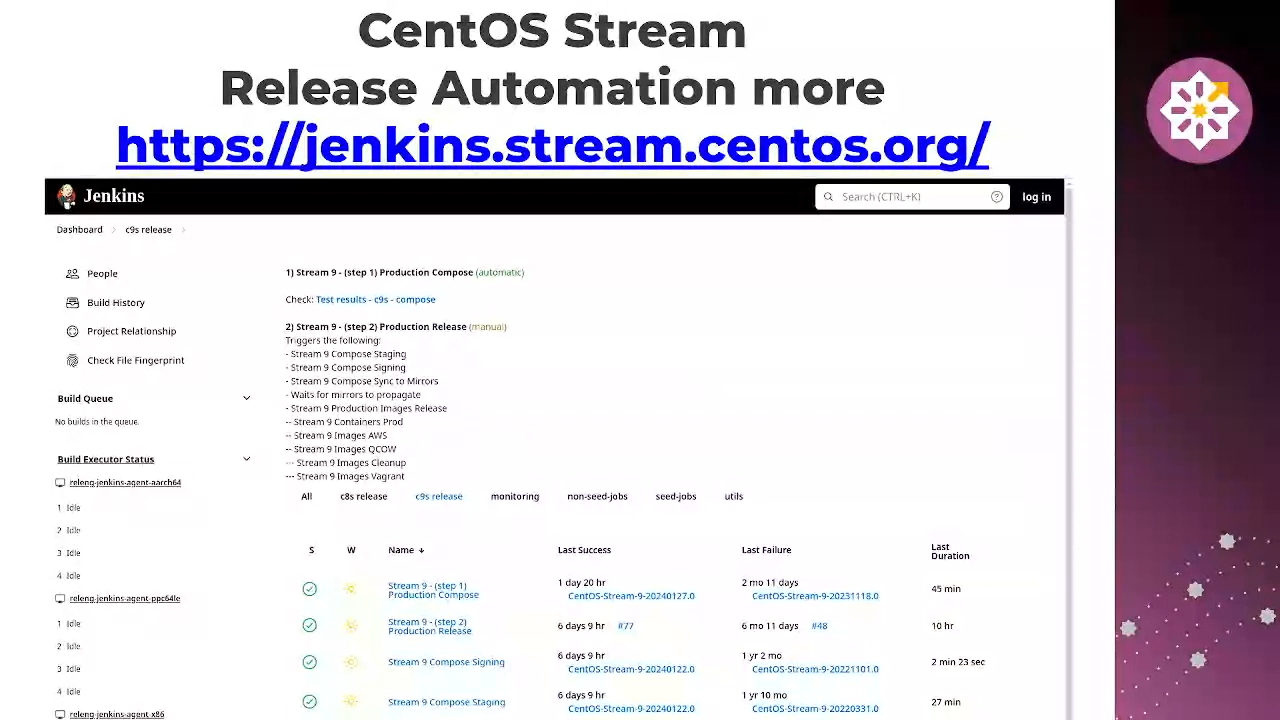 CentOS Stream
Release Automation more
https://jenkins.stream.centos.org/
Jenkins
Search (CTRL+K)
log in
Dashboard
c9s release
People
Build History
Project Relationship
Check File Fingerprint
Build Queue
No builds in the queue.
Build Executor Status
releng-jenkins-agent-aarch64
1 Idle
2 Idle
3 Idle
4 Idle
releng-jenkins-agent-ppc64le
1 Idle
2 Idle
3 Idle
4 Idle
releng-jenkins-agent-x86
1) Stream 9 - (step 1) Production Compose (automatic)
Check: Test results - c9s - compose
2) Stream 9 - (step 2) Production Release (manual)
Triggers the following:
- Stream 9 Compose Staging
- Stream 9 Compose Signing
- Stream 9 Compose Sync to Mirrors
- Waits for mirrors to propagate
- Stream 9 Production Images Release
-- Stream 9 Containers Prod
-- Stream 9 Images AWS
-- Stream 9 Images QCOW
--- Stream 9 Images Cleanup
--- Stream 9 Images Vagrant
All c8s release c9s release monitoring non-seed-jobs seed-jobs utils
S W Name ↓ Last Success Last Failure Last
Duration
Stream 9 - (step 1)
Production Compose
1 day 20 hr
CentOS-Stream-9-20240127.0
2 mo 11 days
CentOS-Stream-9-20231118.0
45 min
Stream 9 - (step 2)
Production Release
6 days 9 hr #77
6 mo 11 days #48
10 hr
Stream 9 Compose Signing
6 days 9 hr
CentOS-Stream-9-20240122.0
1 yr 2 mo
CentOS-Stream-9-20221101.0
2 min 23 sec
Stream 9 Compose Staging
6 days 9 hr
CentOS-Stream-9-20240122.0
1 yr 10 mo
CentOS-Stream-9-20220331.0
27 min